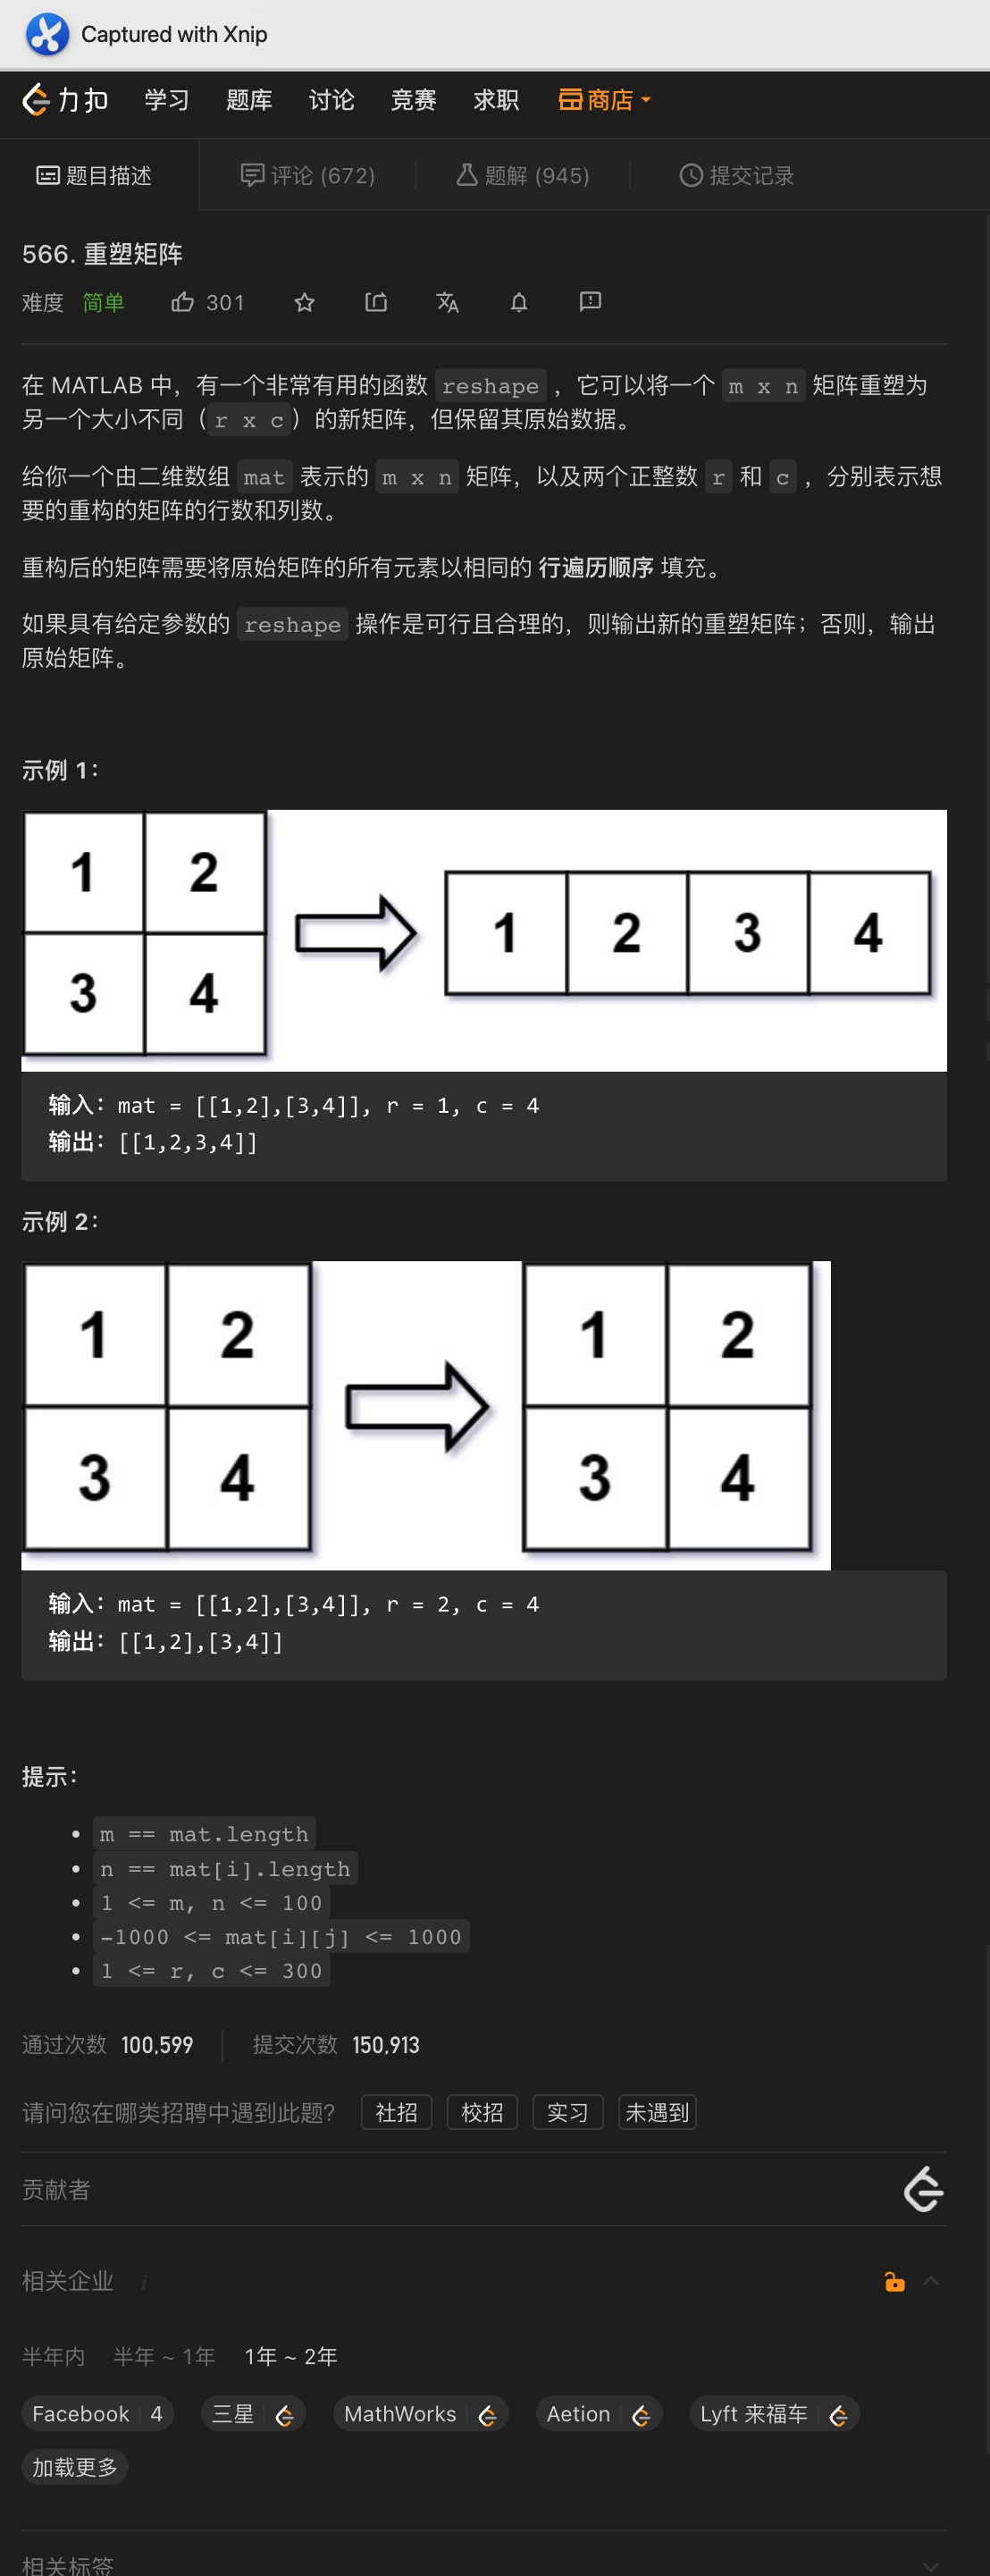 Captured with Xnip
力扣 学习 题库 讨论 竞赛 求职 商店
题目描述 评论 (672) 题解 (945) 提交记录
566. 重塑矩阵
难度 简单 301
在 MATLAB 中，有一个非常有用的函数 reshape ，它可以将一个 m x n 矩阵重塑为
另一个大小不同（r x c）的新矩阵，但保留其原始数据。
给你一个由二维数组 mat 表示的 m x n 矩阵，以及两个正整数 r 和 c ，分别表示想
要的重构的矩阵的行数和列数。
重构后的矩阵需要将原始矩阵的所有元素以相同的 行遍历顺序 填充。
如果具有给定参数的 reshape 操作是可行且合理的，则输出新的重塑矩阵；否则，输出
原始矩阵。
示例 1：
1 2
1 2 3 4
3 4
输入：mat = [[1,2],[3,4]], r = 1, c = 4
输出：[[1,2,3,4]]
示例 2：
1 2 1 2
3 4 3 4
输入：mat = [[1,2],[3,4]], r = 2, c = 4
输出：[[1,2],[3,4]]
提示：
• m == mat.length
• n == mat[i].length
• 1 <= m, n <= 100
• -1000 <= mat[i][j] <= 1000
• 1 <= r, c <= 300
通过次数 100,599 提交次数 150,913
请问您在哪类招聘中遇到此题？ 社招 校招 实习 未遇到
贡献者
相关企业 i
半年内 半年 ~ 1年 1年 ~ 2年
Facebook 4 三星 MathWorks Aetion Lyft 来福车
加载更多
相关标签